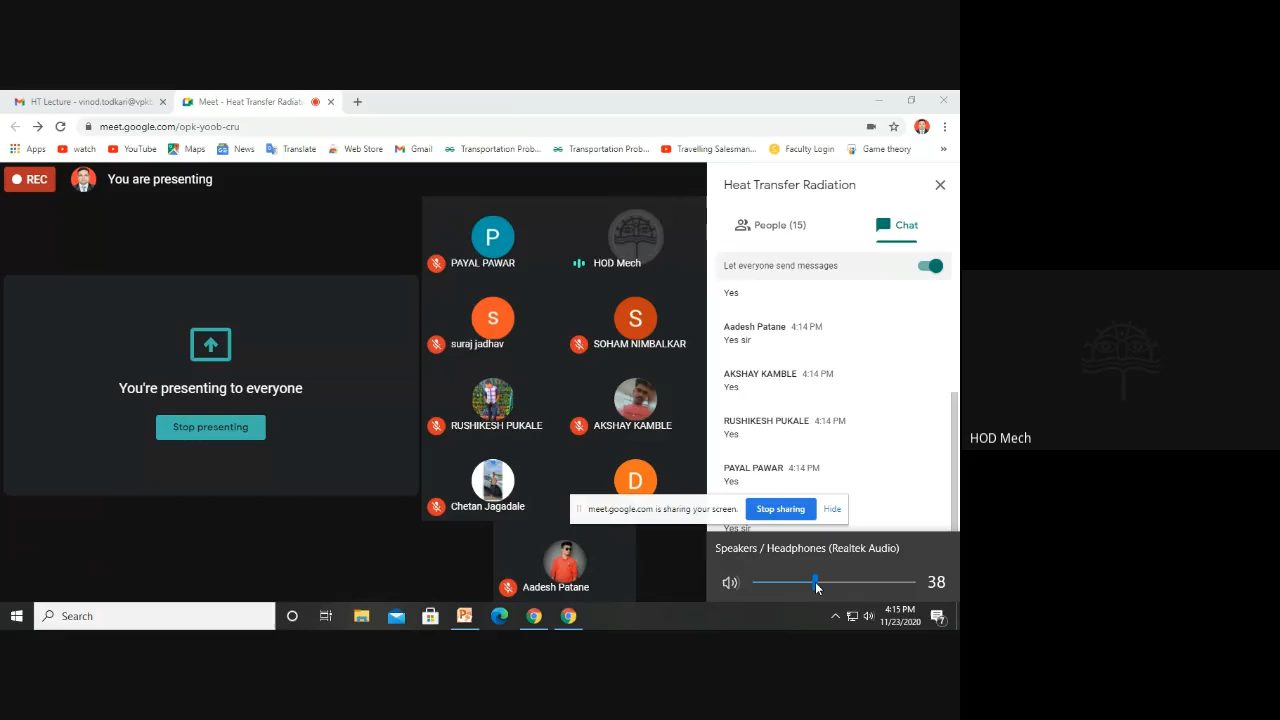 HT Lecture - vinod.todkari@vpkb
Meet - Heat Transfer Radiati
meet.google.com/opk-yoob-cru
Apps
watch
YouTube
Maps
News
Translate
Web Store
Gmail
Transportation Prob...
Transportation Prob...
Travelling Salesman...
Faculty Login
Game theory
»
REC
You are presenting
You're presenting to everyone
Stop presenting
P
PAYAL PAWAR
HOD Mech
s
suraj jadhav
S
SOHAM NIMBALKAR
RUSHIKESH PUKALE
AKSHAY KAMBLE
Chetan Jagadale
D
Aadesh Patane
Heat Transfer Radiation
People (15)
Chat
Let everyone send messages
Yes
Aadesh Patane 4:14 PM
Yes sir
AKSHAY KAMBLE 4:14 PM
Yes
RUSHIKESH PUKALE 4:14 PM
Yes
PAYAL PAWAR 4:14 PM
Yes
meet.google.com is sharing your screen.
Stop sharing
Hide
Yes sir
Speakers / Headphones (Realtek Audio)
38
Search
4:15 PM
11/23/2020
7
HOD Mech